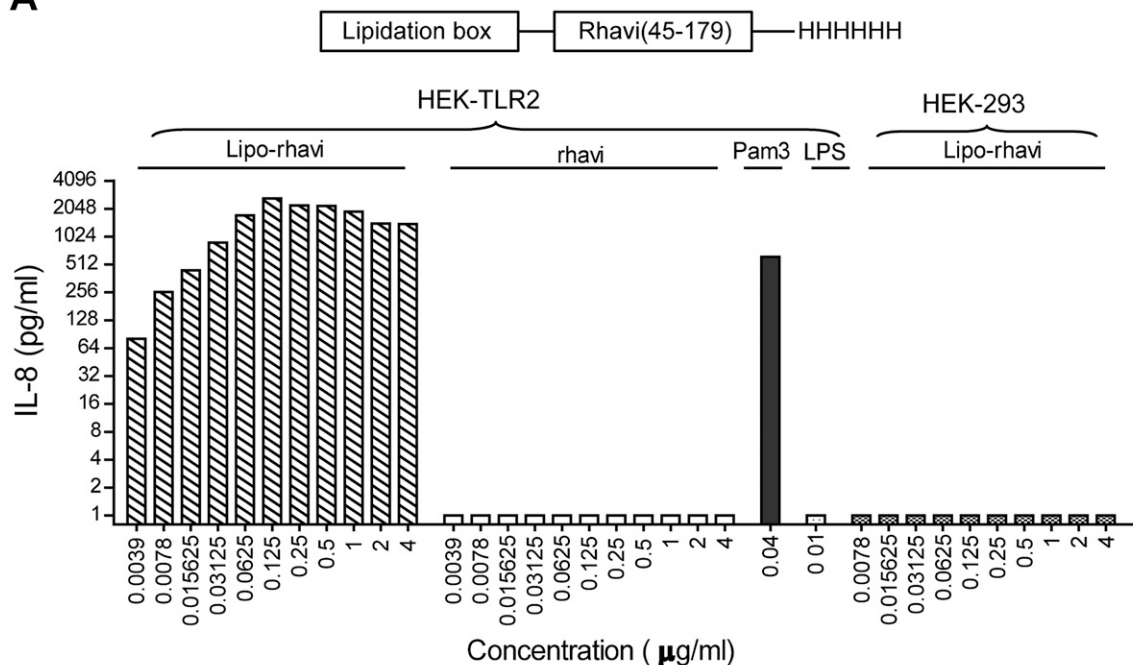 A
Lipidation box Rhavi(45-179) HHHHHH
HEK-TLR2 HEK-293
Lipo-rhavi rhavi Pam3 LPS Lipo-rhavi
IL-8 (pg/ml)
4096
2048
1024
512
256
128
64
32
16
8
4
2
1
0.0039 0.0078 0.015625 0.03125 0.0625 0.125 0.25 0.5 1 2 4 0.0039 0.0078 0.015625 0.03125 0.0625 0.125 0.25 0.5 1 2 4 0.04 0 01 0.0078 0.015625 0.03125 0.0625 0.125 0.25 0.5 1 2 4
Concentration ( μg/ml)